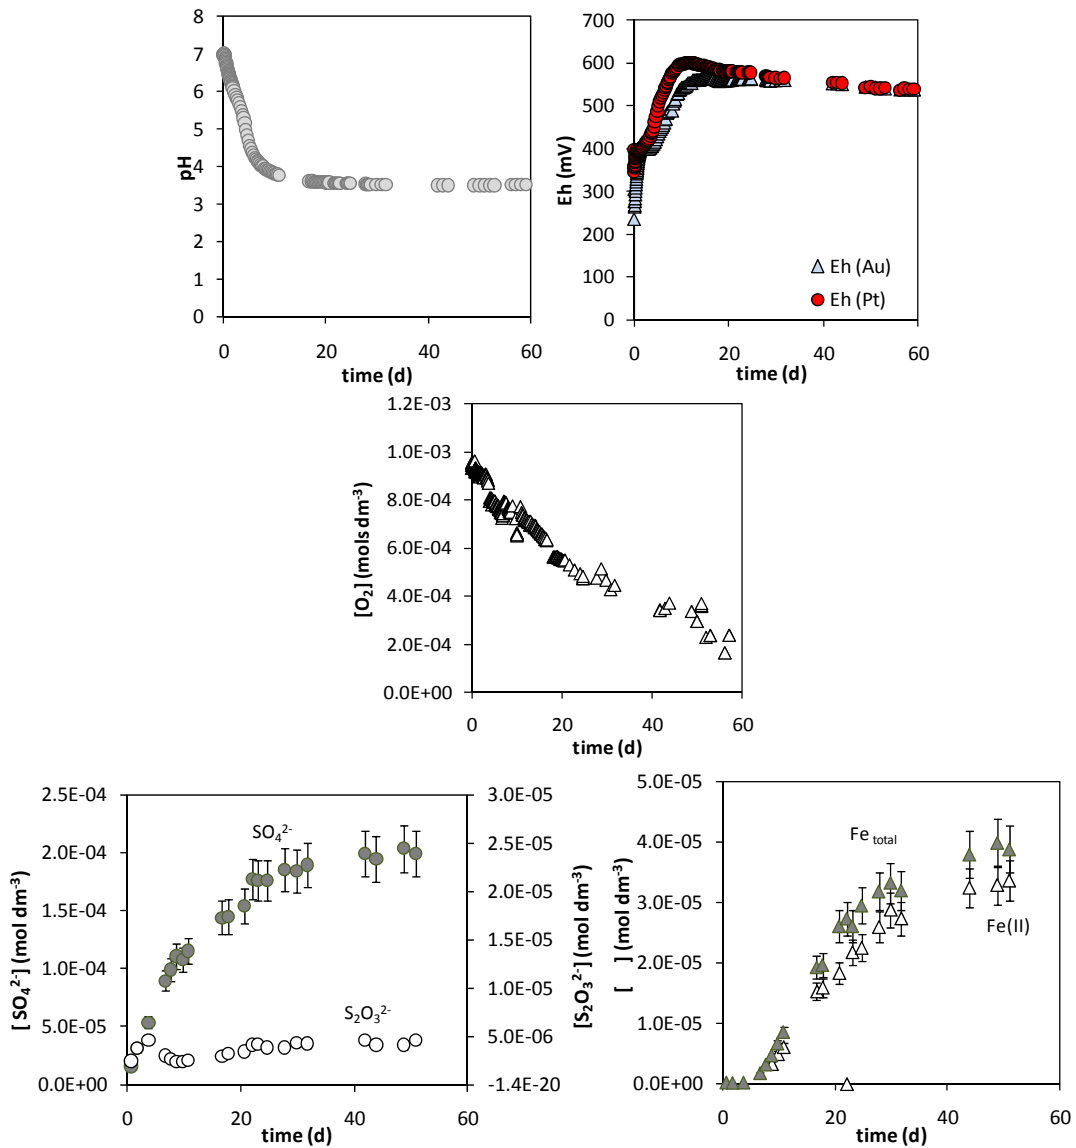 8
7
6
5
4
3
2
1
0
pH
0 20 40 60
time (d)
700
600
500
400
300
200
100
0
Eh (mV)
Eh (Au)
Eh (Pt)
0 20 40 60
time (d)
1.2E-03
1.0E-03
8.0E-04
6.0E-04
4.0E-04
2.0E-04
0.0E+00
[O₂] (mols dm⁻³)
0 20 40 60
time (d)
2.5E-04
2.0E-04
1.5E-04
1.0E-04
5.0E-05
0.0E+00
[ SO₄²⁻] (mol dm⁻³)
SO₄²⁻
S₂O₃²⁻
3.0E-05
2.5E-05
2.0E-05
1.5E-05
1.0E-05
5.0E-06
-1.4E-20
[S₂O₃²⁻] (mol dm⁻³)
0 20 40 60
time (d)
5.0E-05
4.0E-05
3.0E-05
2.0E-05
1.0E-05
0.0E+00
[ ] (mol dm⁻³)
Fe total
Fe(II)
0 20 40 60
time (d)